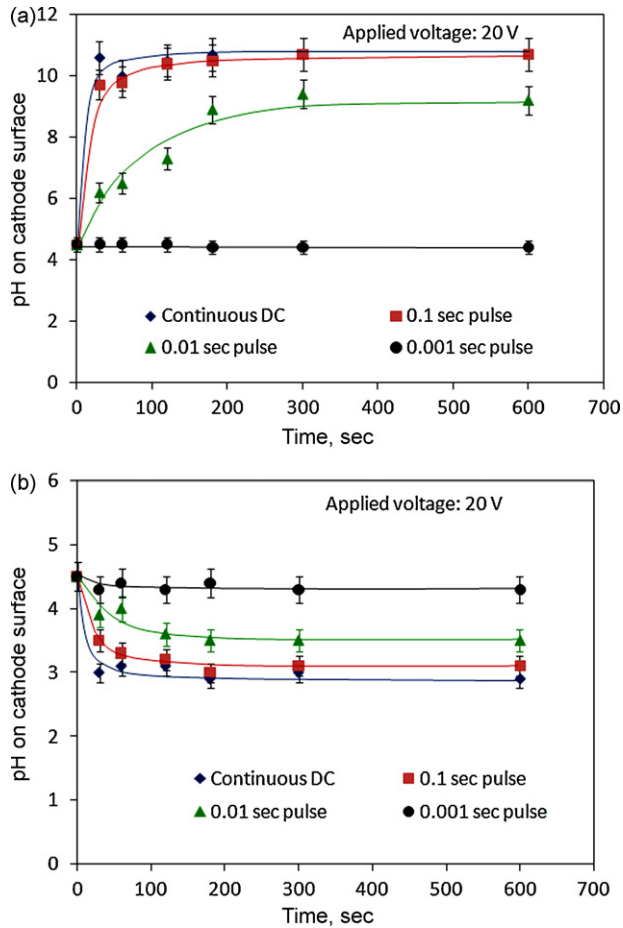 (a)
12
10
8
6
4
2
0
Applied voltage: 20 V
pH on cathode surface
Continuous DC
0.1 sec pulse
0.01 sec pulse
0.001 sec pulse
0 100 200 300 400 500 600 700
Time, sec
(b)
6
5
4
3
2
1
0
Applied voltage: 20 V
pH on cathode surface
Continuous DC
0.1 sec pulse
0.01 sec pulse
0.001 sec pulse
0 100 200 300 400 500 600 700
Time, sec